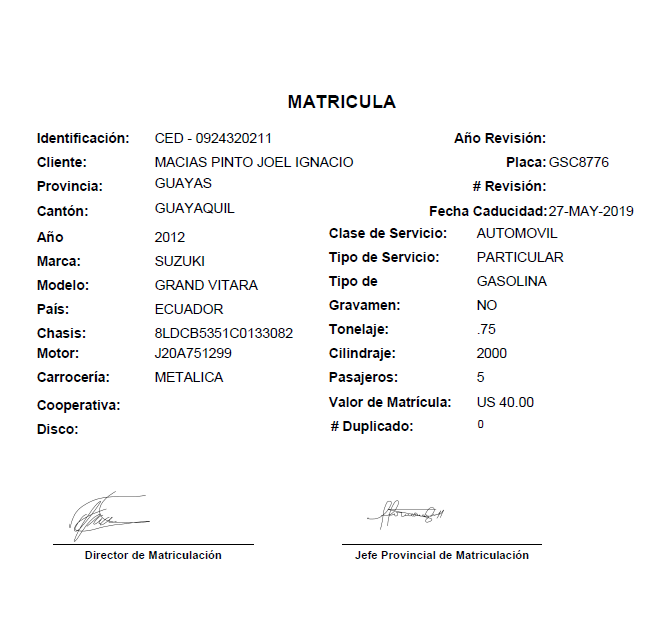 MATRICULA
Identificación: CED - 0924320211 Año Revisión:
Cliente: MACIAS PINTO JOEL IGNACIO Placa: GSC8776
Provincia: GUAYAS # Revisión:
Cantón: GUAYAQUIL Fecha Caducidad: 27-MAY-2019
Año 2012 Clase de Servicio: AUTOMOVIL
Marca: SUZUKI Tipo de Servicio: PARTICULAR
Modelo: GRAND VITARA Tipo de GASOLINA
País: ECUADOR Gravamen: NO
Chasis: 8LDCB5351C0133082 Tonelaje: .75
Motor: J20A751299 Cilindraje: 2000
Carrocería: METALICA Pasajeros: 5
Cooperativa: Valor de Matrícula: US 40.00
Disco: # Duplicado: 0
Director de Matriculación Jefe Provincial de Matriculación